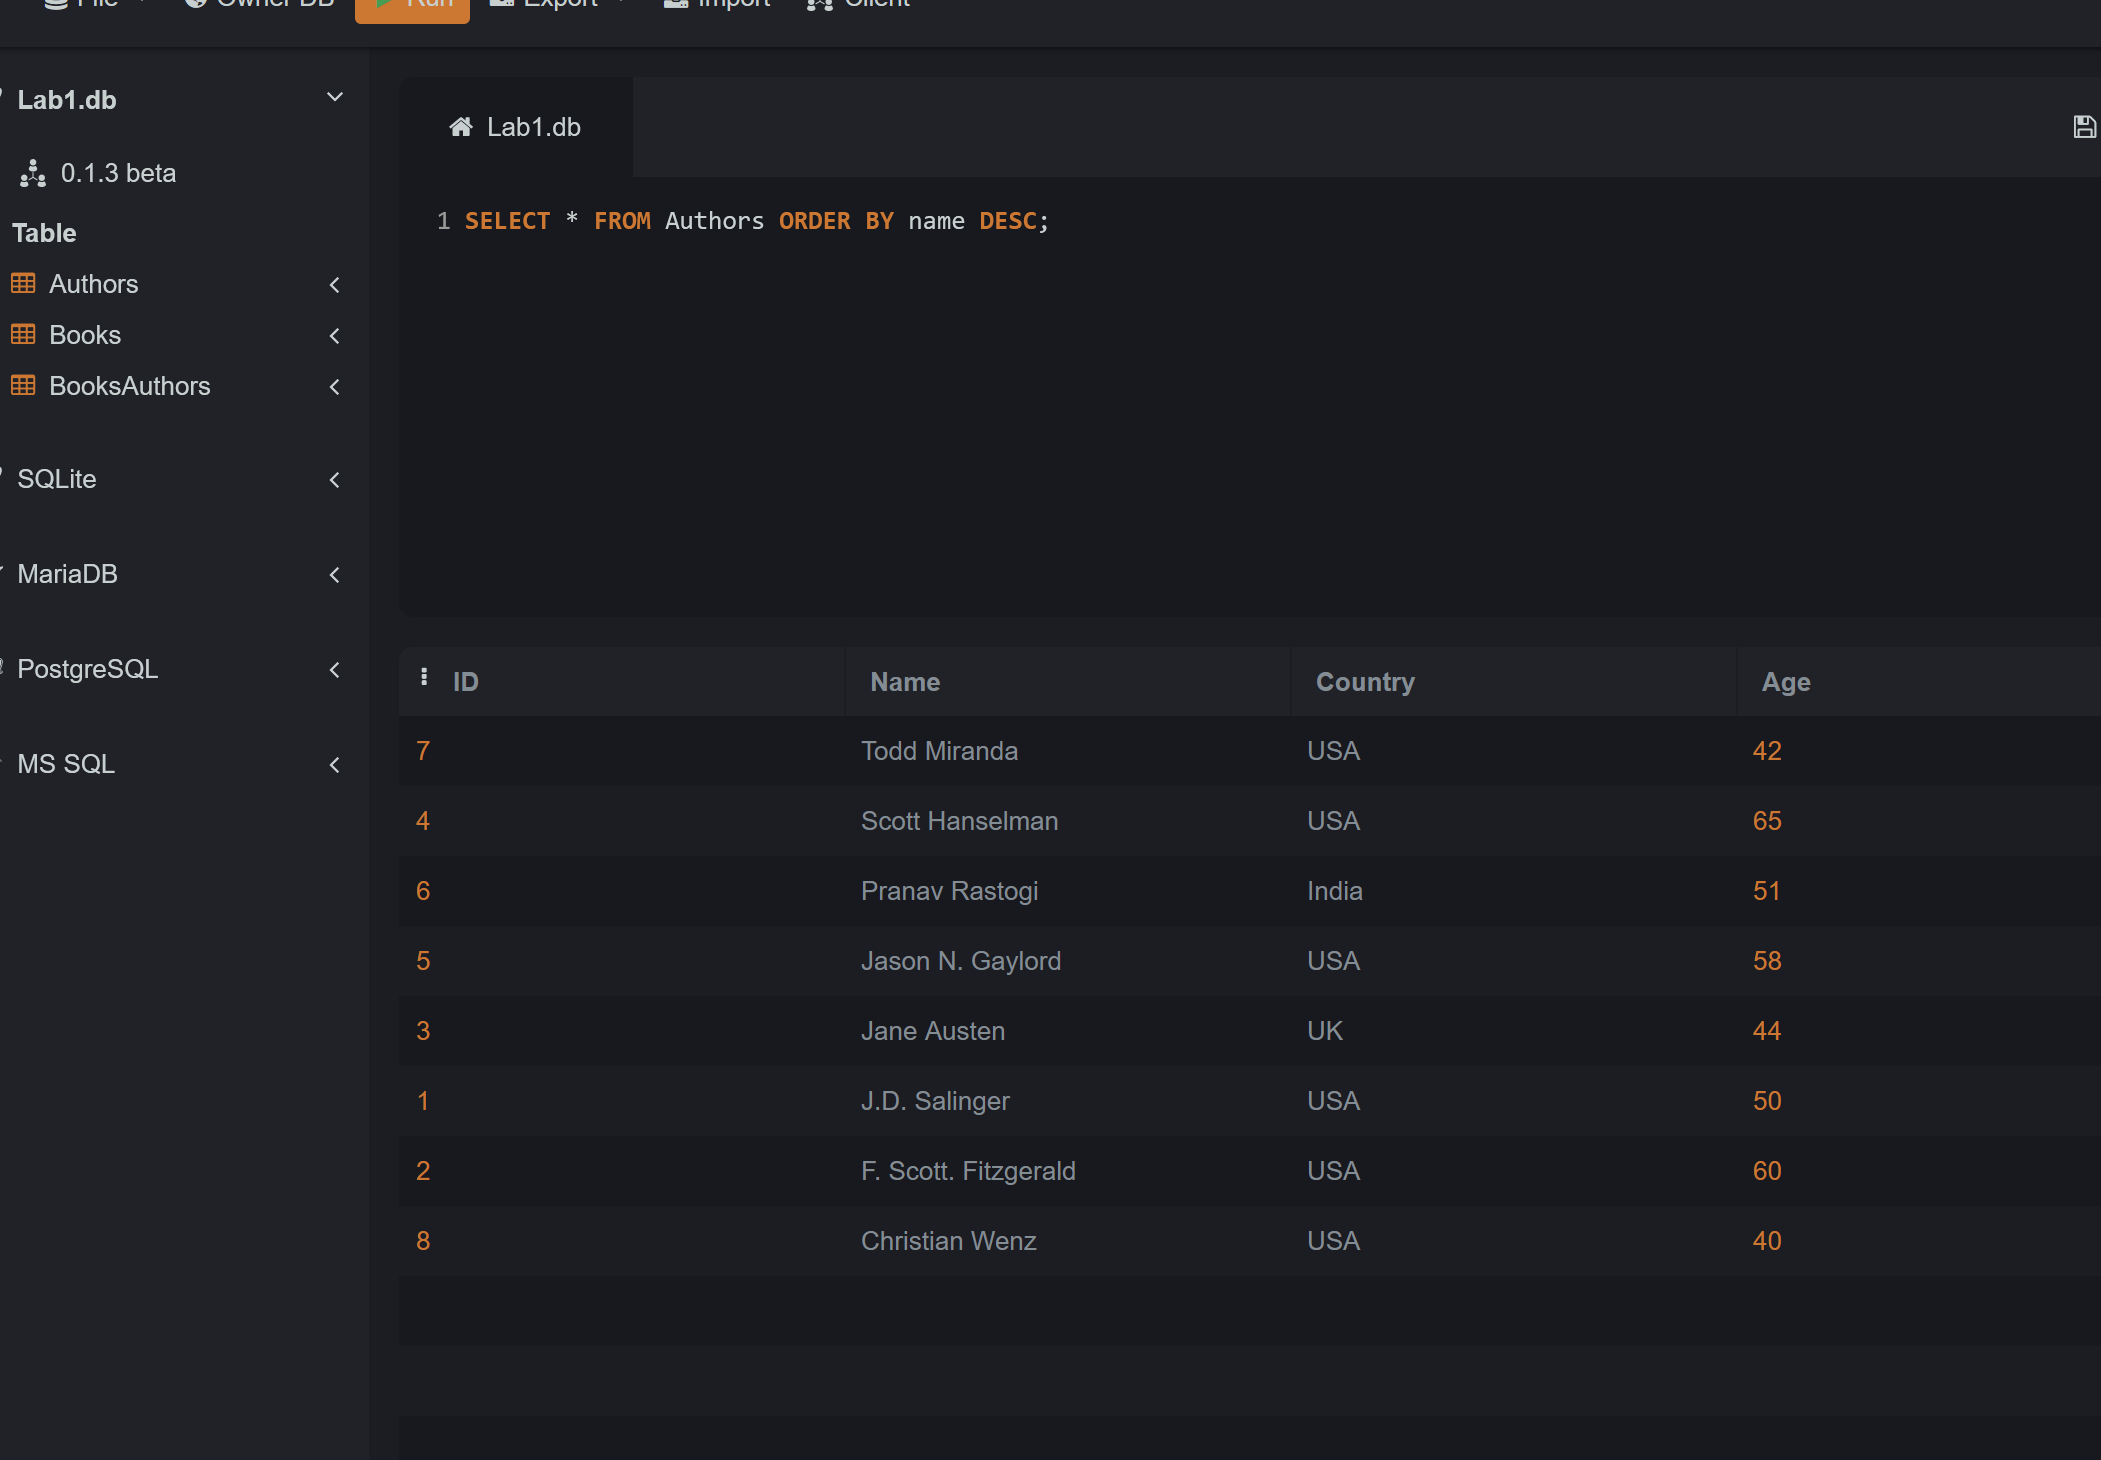 File Owner DB Run Export Import Client
Lab1.db
0.1.3 beta
Table
Authors
Books
BooksAuthors
SQLite
MariaDB
PostgreSQL
MS SQL
Lab1.db
1 SELECT * FROM Authors ORDER BY name DESC;
ID Name Country Age
7 Todd Miranda USA 42
4 Scott Hanselman USA 65
6 Pranav Rastogi India 51
5 Jason N. Gaylord USA 58
3 Jane Austen UK 44
1 J.D. Salinger USA 50
2 F. Scott. Fitzgerald USA 60
8 Christian Wenz USA 40